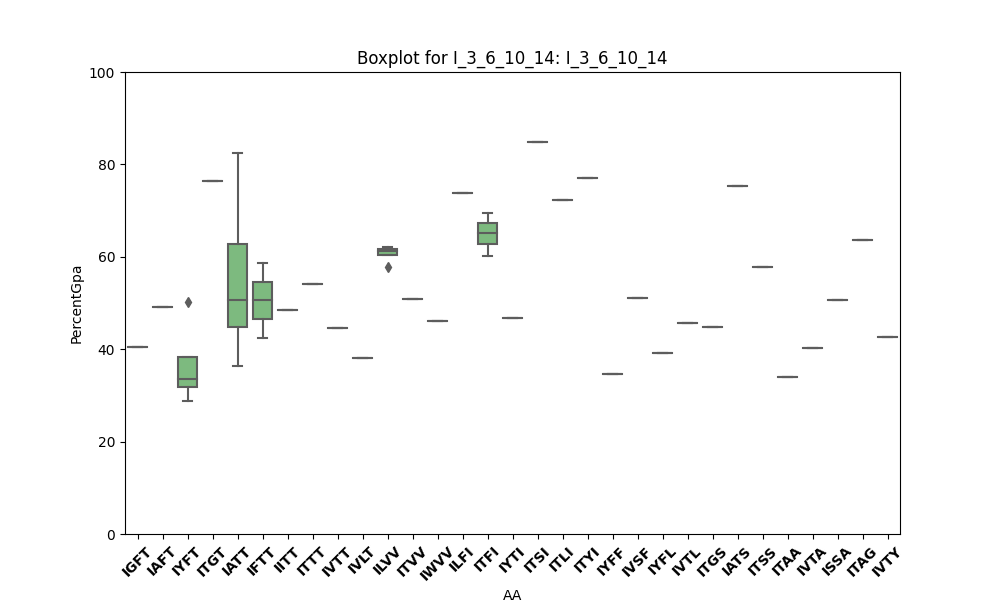 Boxplot for I_3_6_10_14: I_3_6_10_14
100
80
60
40
20
0
PercentGpa
IGFT
IAFT
IYFT
ITGT
IATT
IFTT
IITT
ITTT
IVTT
IVLT
ILVV
ITVV
IWVV
ILFI
ITFI
IYTI
ITSI
ITLI
ITYI
IYFF
IVSF
IYFL
IVTL
ITGS
IATS
ITSS
ITAA
IVTA
ISSA
ITAG
IVTY
AA